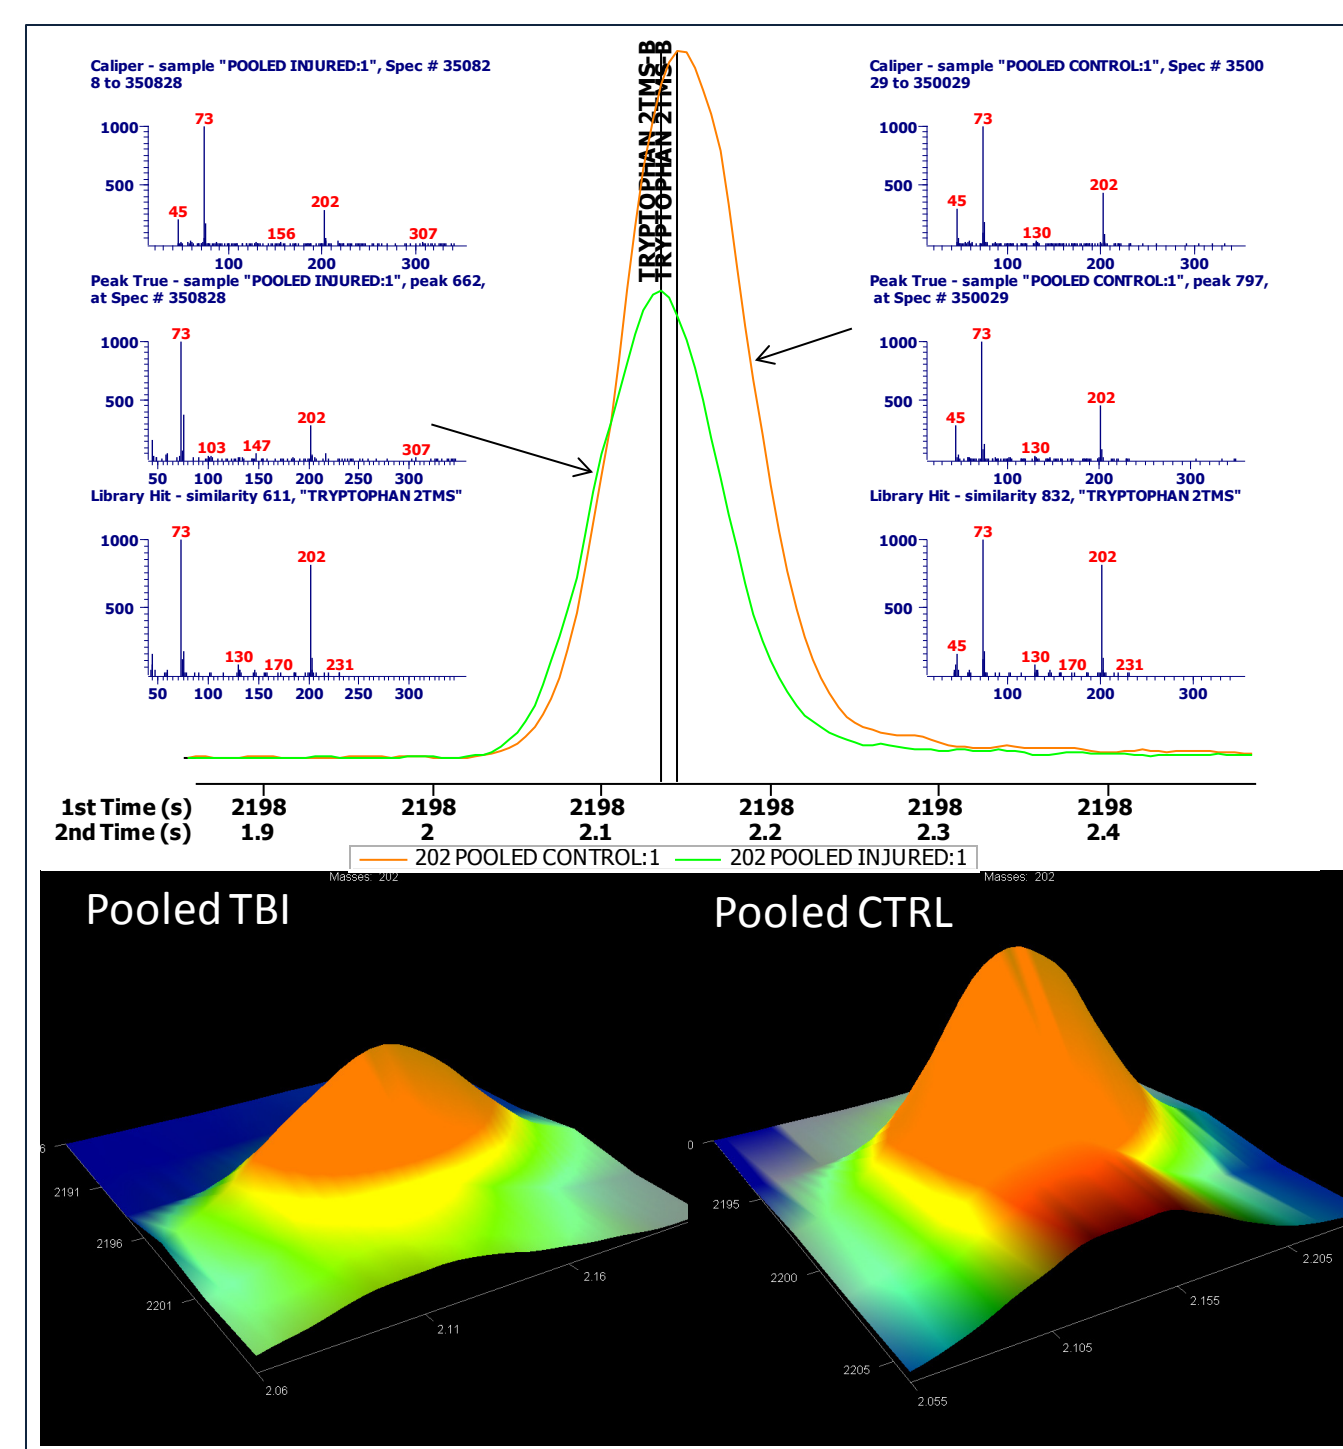 Caliper - sample "POOLED INJURED:1", Spec # 35082
8 to 350828
1000
500
73
45
202
156
307
100 200 300
Peak True - sample "POOLED INJURED:1", peak 662,
at Spec # 350828
1000
500
73
202
103
147
307
50 100 150 200 250 300
Library Hit - similarity 611, "TRYPTOPHAN 2TMS"
1000
500
73
202
130
170
231
50 100 150 200 250 300
TRYPTOPHAN 2TMS-B
TRYPTOPHAN 2TMS-B
Caliper - sample "POOLED CONTROL:1", Spec # 3500
29 to 350029
1000
500
73
202
45
130
100 200 300
Peak True - sample "POOLED CONTROL:1", peak 797,
at Spec # 350029
1000
500
73
202
45
130
100 200 300
Library Hit - similarity 832, "TRYPTOPHAN 2TMS"
1000
500
73
202
45
130
170
231
100 200 300
1st Time (s) 2198 2198 2198 2198 2198 2198
2nd Time (s) 1.9 2 2.1 2.2 2.3 2.4
202 POOLED CONTROL:1 202 POOLED INJURED:1
Masses: 202
Pooled TBI
6
2191
2196
2201
2.06
2.11
2.16
Masses: 202
Pooled CTRL
0
2195
2200
2205
2.055
2.105
2.155
2.205